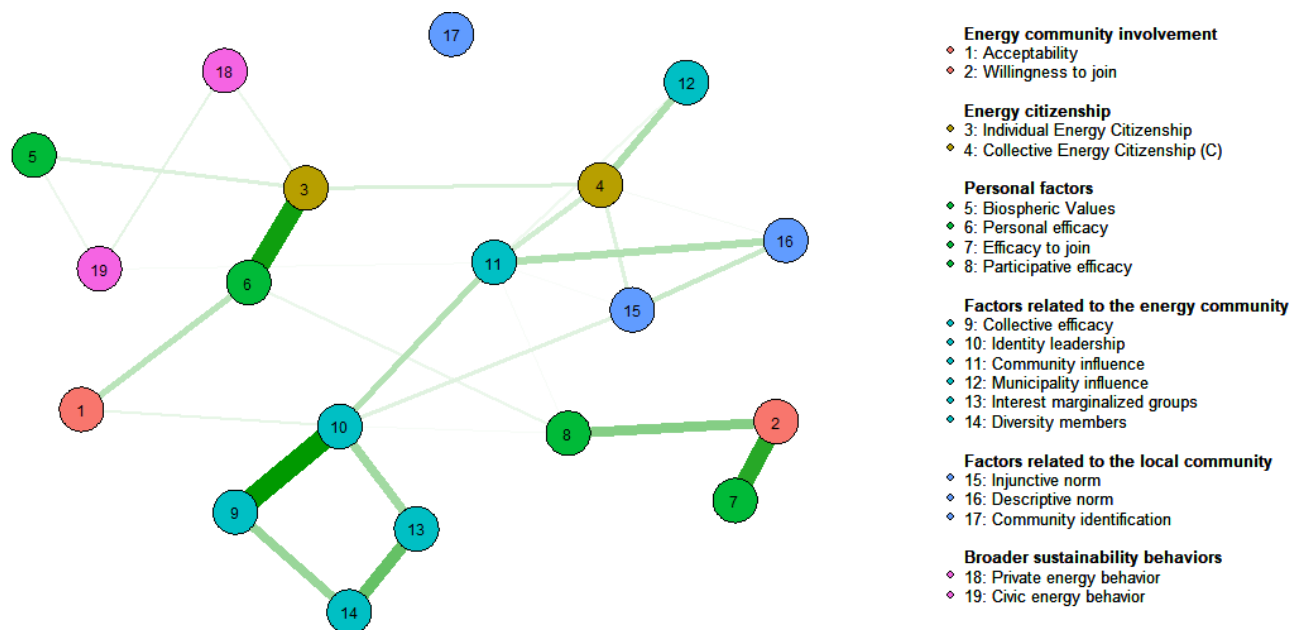 17
18
12
5
3
4
16
19
11
6
15
1
10
8
2
7
9
13
14
Energy community involvement
1: Acceptability
2: Willingness to join
Energy citizenship
3: Individual Energy Citizenship
4: Collective Energy Citizenship (C)
Personal factors
5: Biospheric Values
6: Personal efficacy
7: Efficacy to join
8: Participative efficacy
Factors related to the energy community
9: Collective efficacy
10: Identity leadership
11: Community influence
12: Municipality influence
13: Interest marginalized groups
14: Diversity members
Factors related to the local community
15: Injunctive norm
16: Descriptive norm
17: Community identification
Broader sustainability behaviors
18: Private energy behavior
19: Civic energy behavior